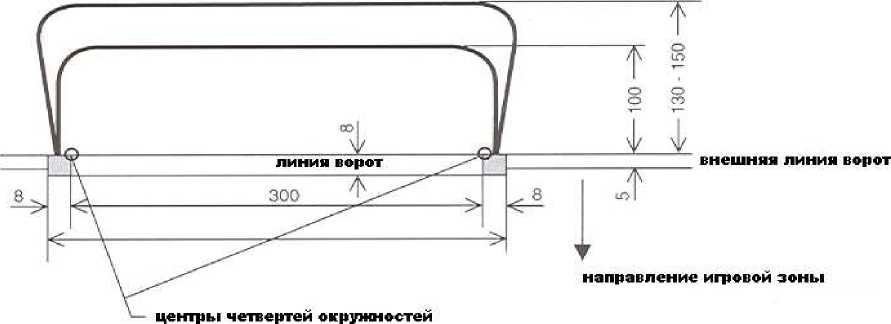 130 - 150
100
8
линия ворот
внешняя линия ворот
8
300
8
5
направление игровой зоны
центры четвертей окружностей